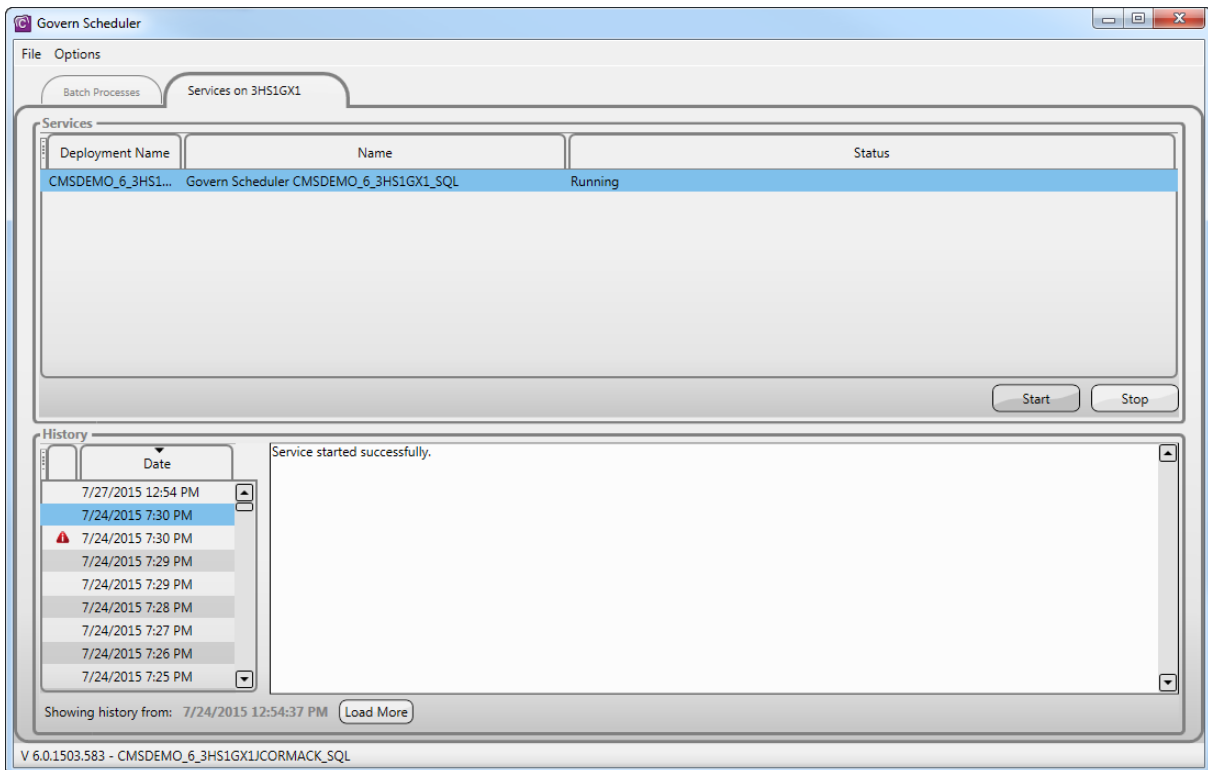 Govern Scheduler
File Options
Batch Processes Services on 3HS1GX1
Services
Deployment Name Name Status
CMSDEMO_6_3HS1... Govern Scheduler CMSDEMO_6_3HS1GX1_SQL Running
Start Stop
History
Date
Service started successfully.
7/27/2015 12:54 PM
7/24/2015 7:30 PM
7/24/2015 7:30 PM
7/24/2015 7:29 PM
7/24/2015 7:29 PM
7/24/2015 7:28 PM
7/24/2015 7:27 PM
7/24/2015 7:26 PM
7/24/2015 7:25 PM
Showing history from: 7/24/2015 12:54:37 PM Load More
V 6.0.1503.583 - CMSDEMO_6_3HS1GX1JCORMACK_SQL